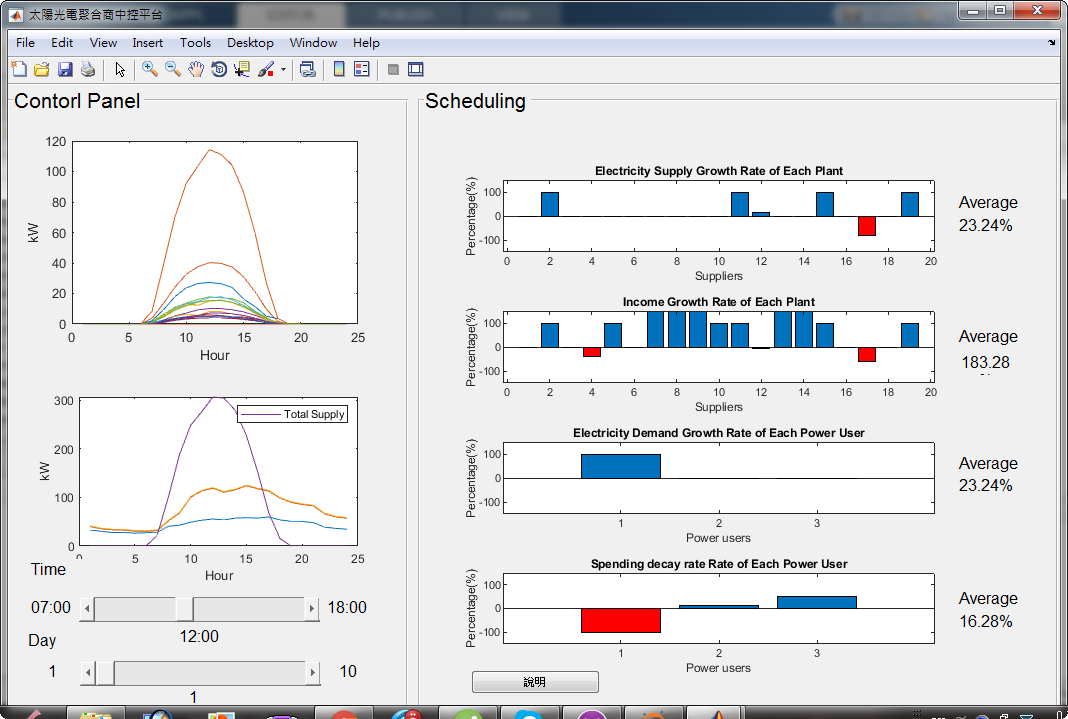 太陽光電聚合商中控平台
File Edit View Insert Tools Desktop Window Help
Contorl Panel
120
100
80
60
40
20
0
kW
0 5 10 15 20 25
Hour
300
200
100
0
kW
Total Supply
5 10 15 20 25
Hour
Time
07:00 18:00
12:00
Day
1 10
1
Scheduling
Electricity Supply Growth Rate of Each Plant
Percentage(%)
100
0
-100
0 2 4 6 8 10 12 14 16 18 20
Suppliers
Average
23.24%
Income Growth Rate of Each Plant
Percentage(%)
100
0
-100
0 2 4 6 8 10 12 14 16 18 20
Suppliers
Average
183.28
Electricity Demand Growth Rate of Each Power User
Percentage(%)
100
0
-100
1 2 3
Power users
Average
23.24%
Spending decay rate Rate of Each Power User
Percentage(%)
100
0
-100
1 2 3
Power users
Average
16.28%
說明